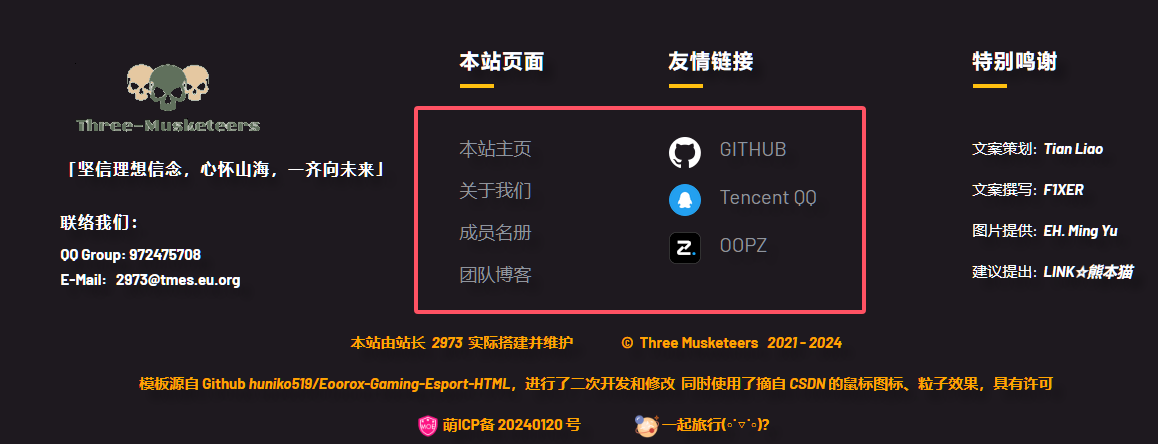 Three-Musketeers
「坚信理想信念，心怀山海，一齐向未来」
联络我们：
QQ Group: 972475708
E-Mail： 2973@tmes.eu.org
本站页面
本站主页
关于我们
成员名册
团队博客
友情链接
GITHUB
Tencent QQ
OOPZ
特别鸣谢
文案策划：Tian Liao
文案撰写：F1XER
图片提供：EH. Ming Yu
建议提出：LINK☆熊本猫
本站由站长 2973 实际搭建并维护 © Three Musketeers 2021 - 2024
模板源自 Github huniko519/Eoorox-Gaming-Esport-HTML，进行了二次开发和修改 同时使用了摘自 CSDN 的鼠标图标、粒子效果，具有许可
萌ICP备 20240120 号 一起旅行(○˙▽˙○)?